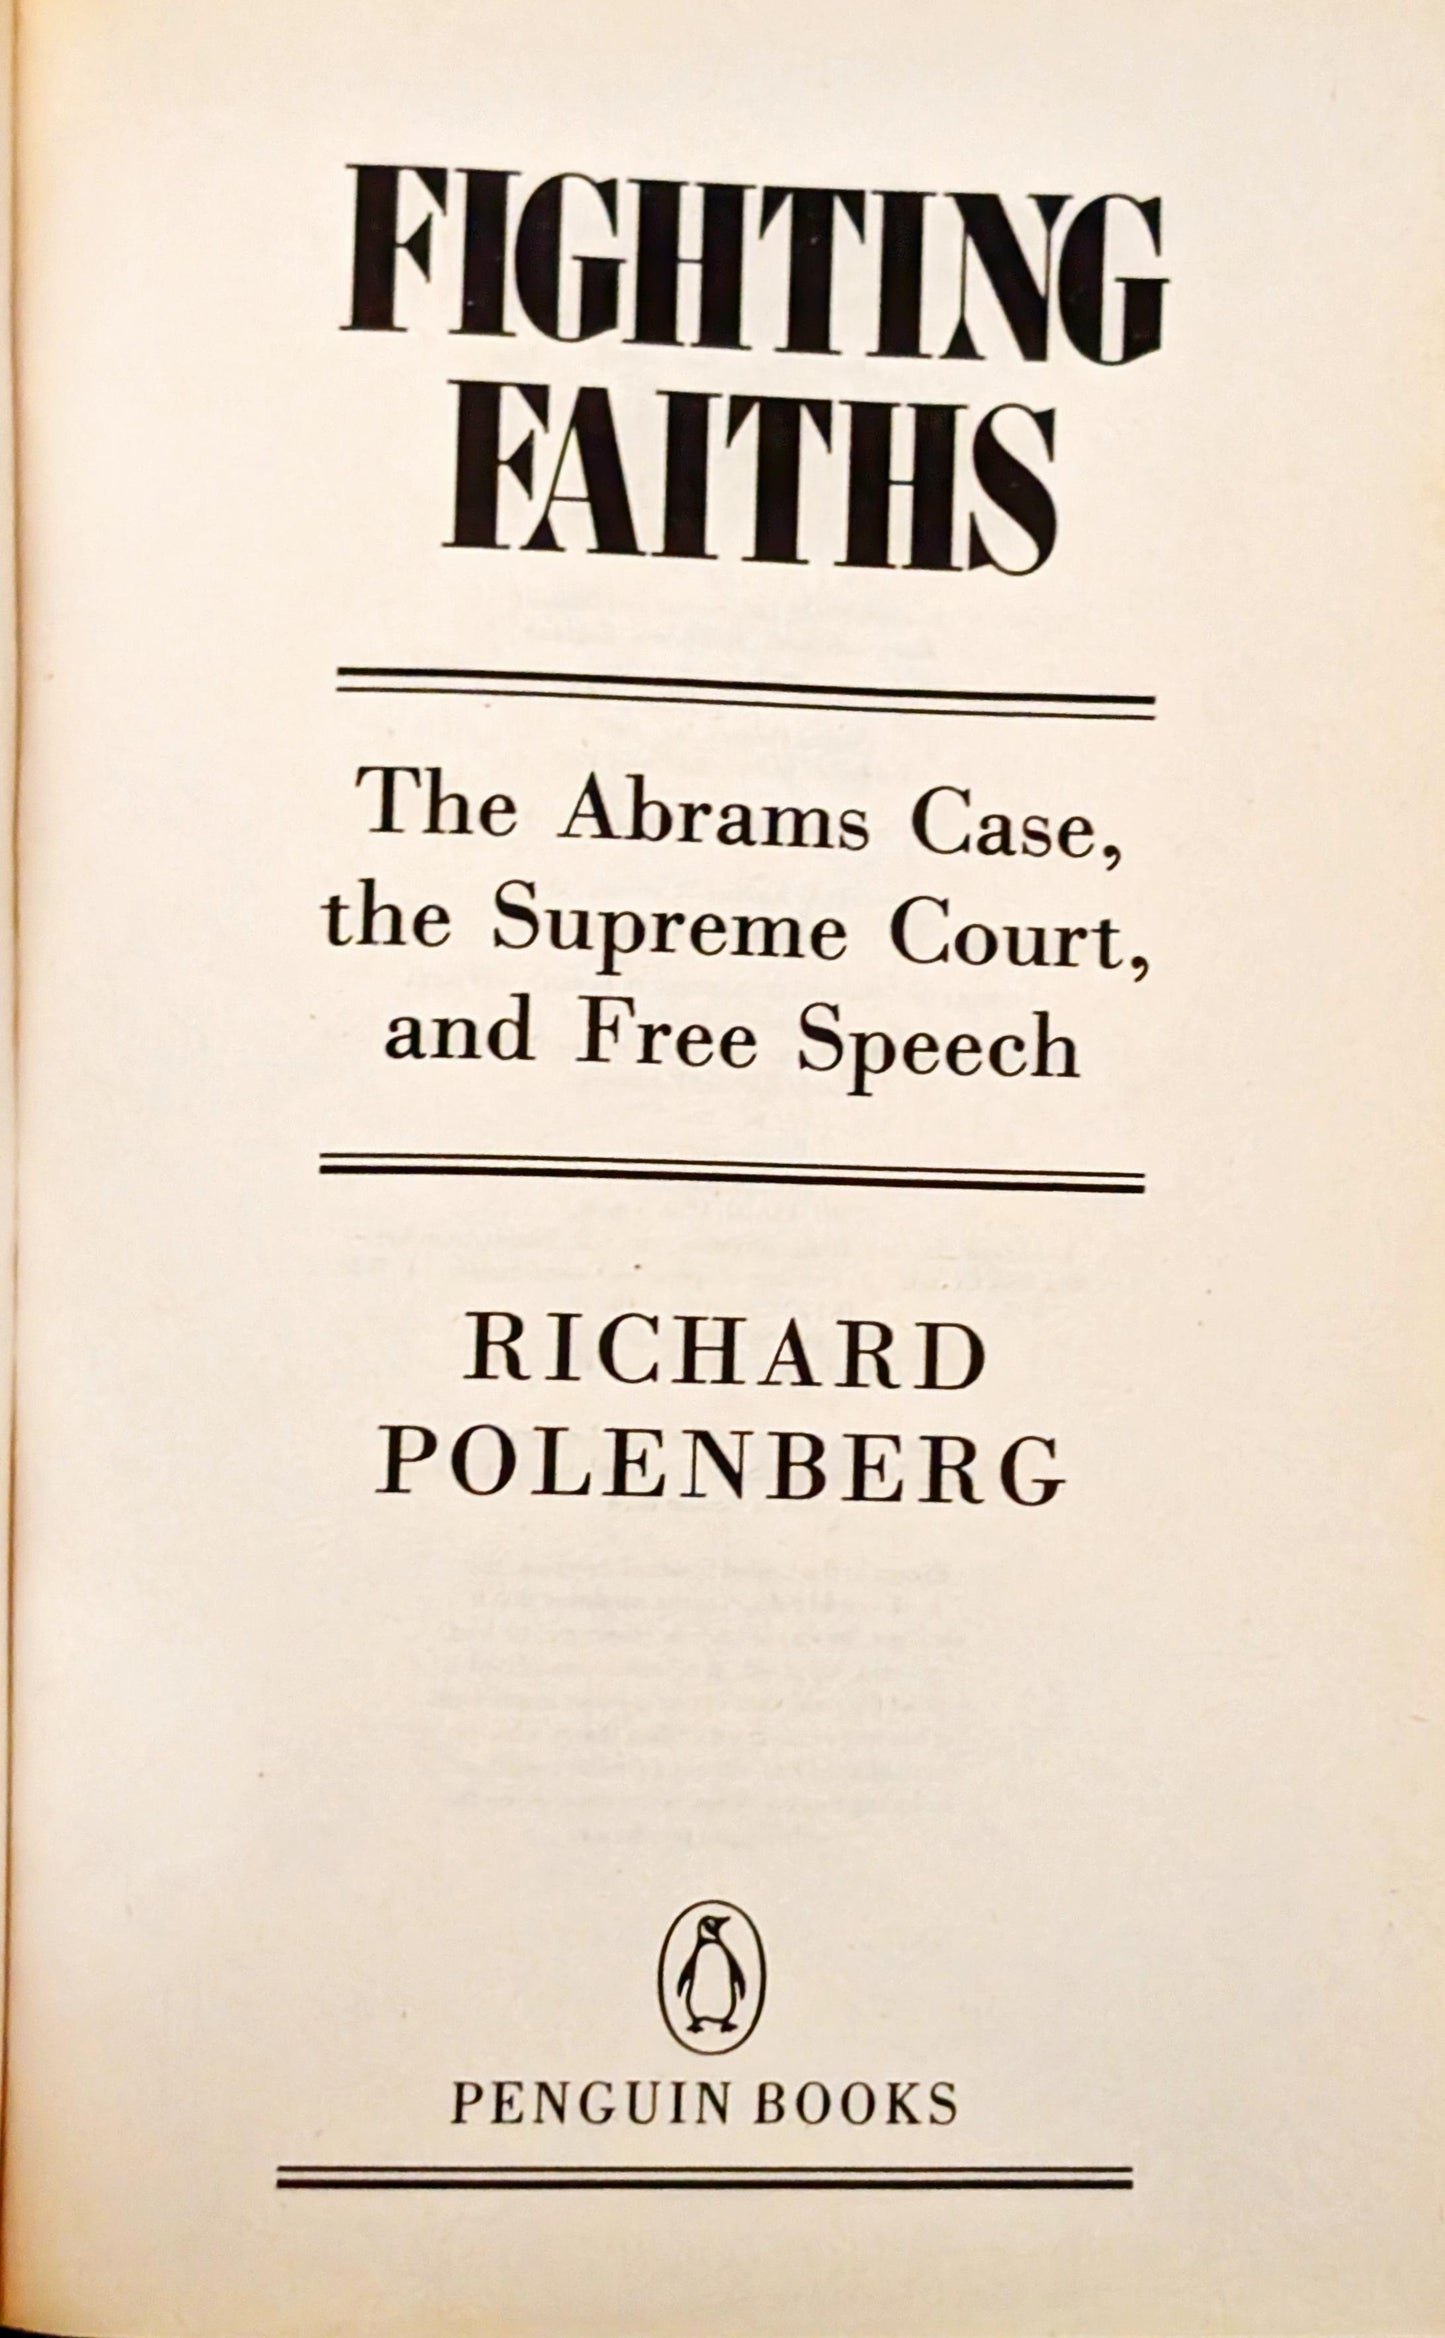 FIGHTING
FAITHS
The Abrams Case,
the Supreme Court,
and Free Speech
RICHARD
POLENBERG
PENGUIN BOOKS